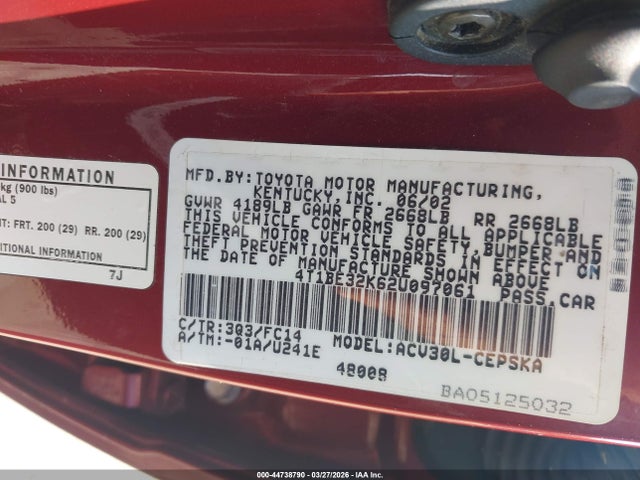 INFORMATION
kg (900 lbs)
AL 5
T: FRT. 200 (29) RR. 200 (29)
ITIONAL INFORMATION
7J
MFD.BY:TOYOTA MOTOR MANUFACTURING,
KENTUCKY,INC. 06/02
GVWR 4189LB GAWR FR 2668LB RR 2668LB
THIS VEHICLE CONFORMS TO ALL APPLICABLE
FEDERAL MOTOR VEHICLE SAFETY,BUMPER,AND
THEFT PREVENTION STANDARDS IN EFFECT ON
THE DATE OF MANUFACTURE SHOWN ABOVE
4T1BE32K62U097061 PASS.CAR
C/TR:3Q3/FC14 MODEL:ACV30L-CEPSKA
A/TM:-01A/U241E
48008
BA05125032
000-44738790 - 03/27/2026 - IAA Inc.